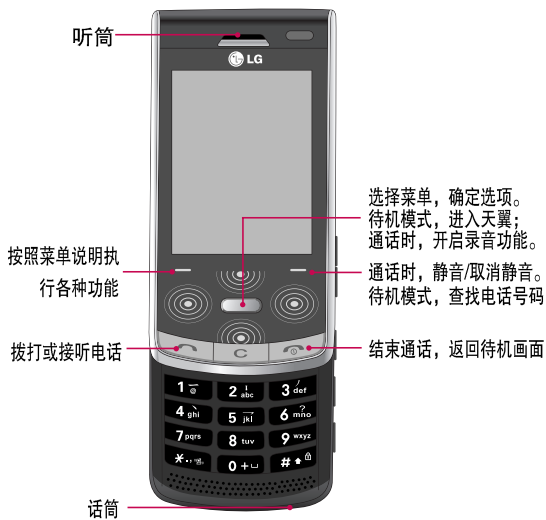 听筒
LG
选择菜单，确定选项。
待机模式，进入天翼；
通话时，开启录音功能。
按照菜单说明执
行各种功能
通话时，静音/取消静音。
待机模式，查找电话号码
拨打或接听电话
C
结束通话，返回待机画面
1 @
2 abc
3 def
4 ghi
5 jkl
6 mno
7 pqrs
8 tuv
9 wxyz
*
0 +
#
话筒